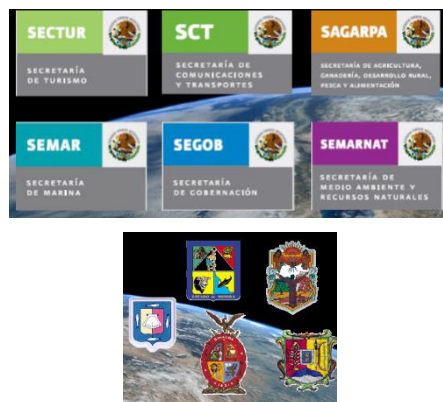 SECTUR
SECRETARÍA
DE TURISMO
SCT
SECRETARÍA DE
COMUNICACIONES
Y TRANSPORTES
SAGARPA
SECRETARÍA DE AGRICULTURA,
GANADERÍA, DESARROLLO RURAL,
PESCA Y ALIMENTACIÓN
SEMAR
SECRETARÍA
DE MARINA
SEGOB
SECRETARÍA
DE GOBERNACIÓN
SEMARNAT
SECRETARÍA DE
MEDIO AMBIENTE Y
RECURSOS NATURALES